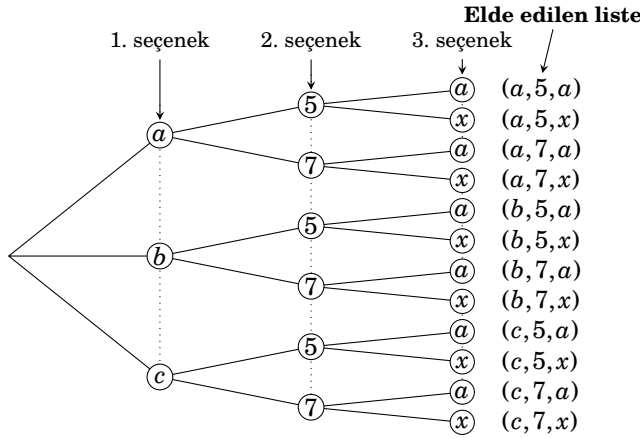 Elde edilen liste
1. seçenek 2. seçenek 3. seçenek
a 5 a (a,5,a)
x (a,5,x)
7 a (a,7,a)
x (a,7,x)
b 5 a (b,5,a)
x (b,5,x)
7 a (b,7,a)
x (b,7,x)
c 5 a (c,5,a)
x (c,5,x)
7 a (c,7,a)
x (c,7,x)